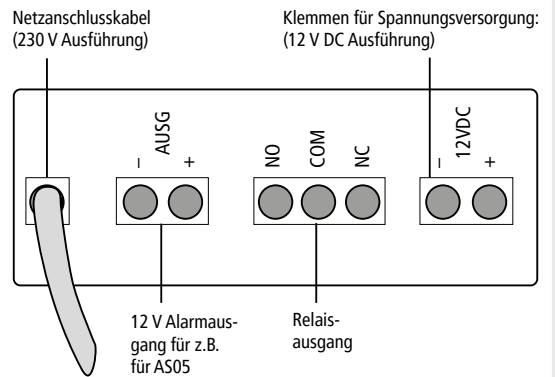 Netzanschlusskabel
(230 V Ausführung)
Klemmen für Spannungsversorgung:
(12 V DC Ausführung)
– AUSG +
NO COM NC
– 12VDC +
12 V Alarmaus-
gang für z.B.
für AS05
Relais-
ausgang